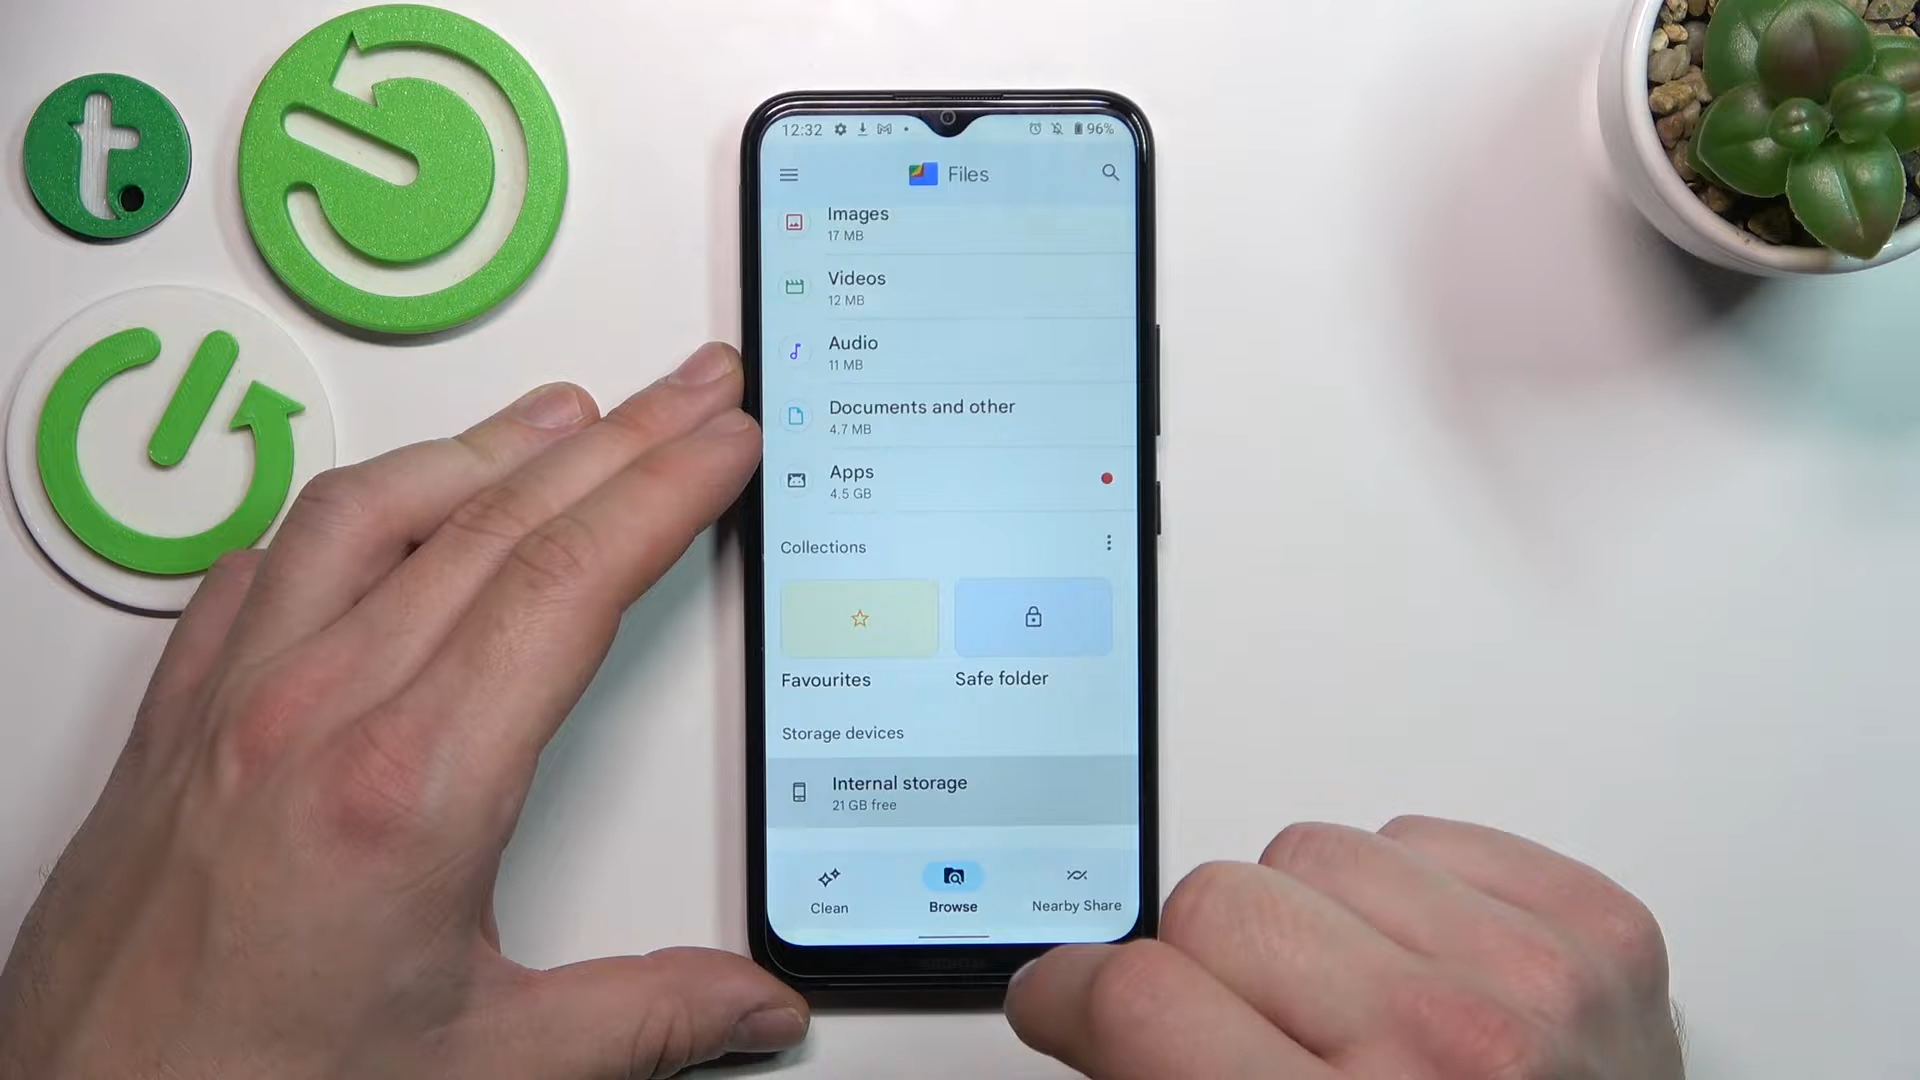 t.
12:32 96%
Files
Images
17 MB
Videos
12 MB
Audio
11 MB
Documents and other
4.7 MB
Apps
4.5 GB
Collections
Favourites Safe folder
Storage devices
Internal storage
21 GB free
Clean Browse Nearby Share